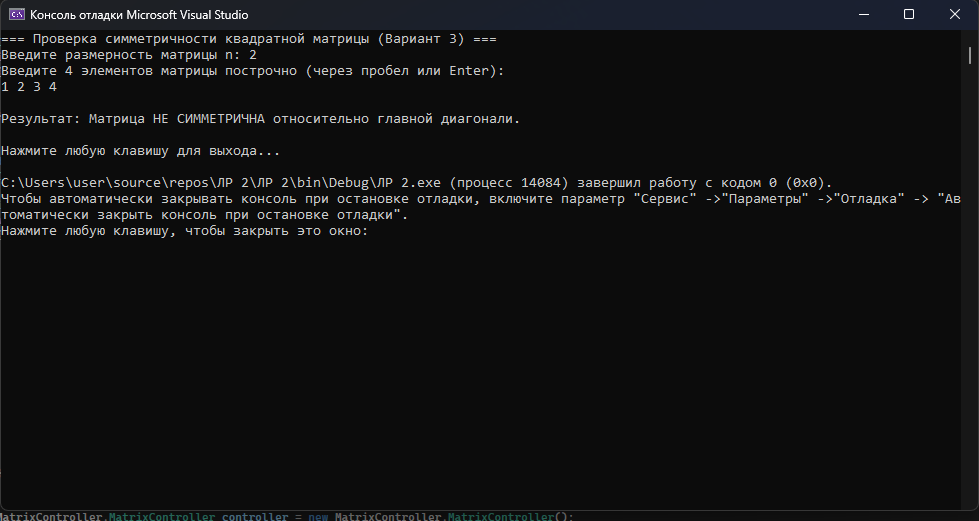 Консоль отладки Microsoft Visual Studio
=== Проверка симметричности квадратной матрицы (Вариант 3) ===
Введите размерность матрицы n: 2
Введите 4 элементов матрицы построчно (через пробел или Enter):
1 2 3 4
Результат: Матрица НЕ СИММЕТРИЧНА относительно главной диагонали.
Нажмите любую клавишу для выхода...
C:\Users\user\source\repos\ЛР 2\ЛР 2\bin\Debug\ЛР 2.exe (процесс 14084) завершил работу с кодом 0 (0x0).
Чтобы автоматически закрывать консоль при остановке отладки, включите параметр "Сервис" ->"Параметры" ->"Отладка" -> "Ав
томатически закрыть консоль при остановке отладки".
Нажмите любую клавишу, чтобы закрыть это окно:
MatrixController.MatrixController controller = new MatrixController.MatrixController();